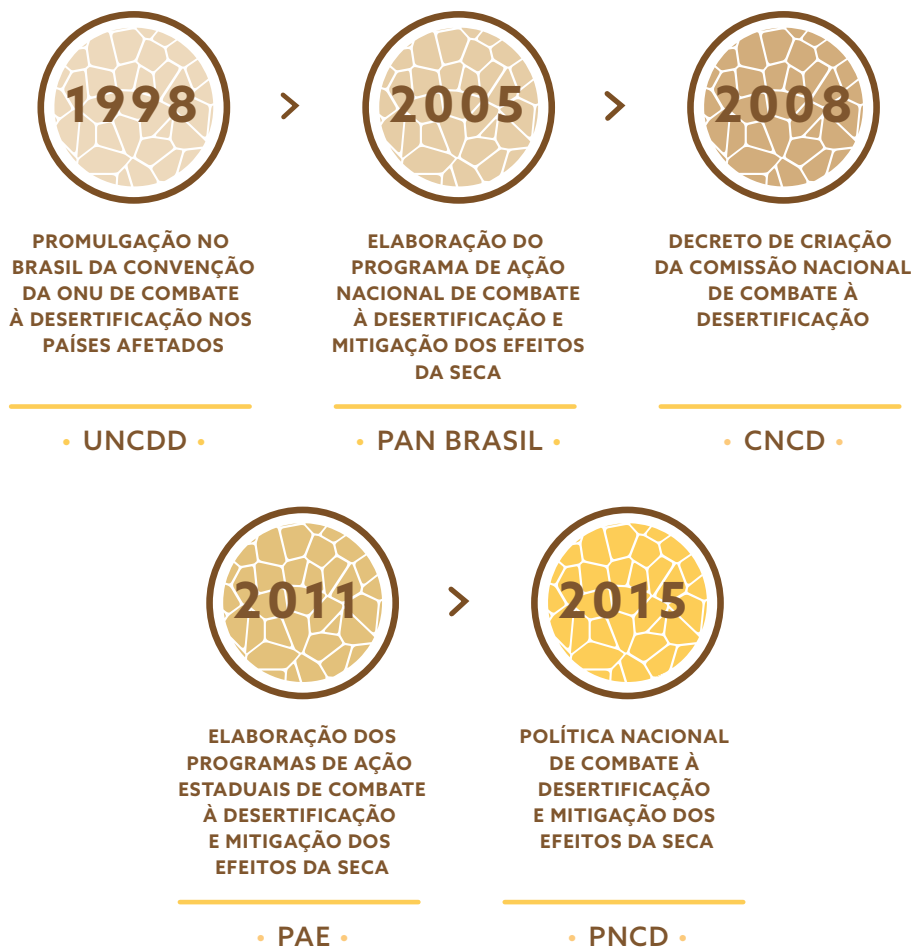 1998
>
2005
>
2008
PROMULGAÇÃO NO
BRASIL DA CONVENÇÃO
DA ONU DE COMBATE
À DESERTIFICAÇÃO NOS
PAÍSES AFETADOS
• UNCDD •
ELABORAÇÃO DO
PROGRAMA DE AÇÃO
NACIONAL DE COMBATE
À DESERTIFICAÇÃO E
MITIGAÇÃO DOS EFEITOS
DA SECA
• PAN BRASIL •
DECRETO DE CRIAÇÃO
DA COMISSÃO NACIONAL
DE COMBATE À
DESERTIFICAÇÃO
• CNCD •
2011
>
2015
ELABORAÇÃO DOS
PROGRAMAS DE AÇÃO
ESTADUAIS DE COMBATE
À DESERTIFICAÇÃO
E MITIGAÇÃO DOS
EFEITOS DA SECA
• PAE •
POLÍTICA NACIONAL
DE COMBATE À
DESERTIFICAÇÃO
E MITIGAÇÃO DOS
EFEITOS DA SECA
• PNCD •